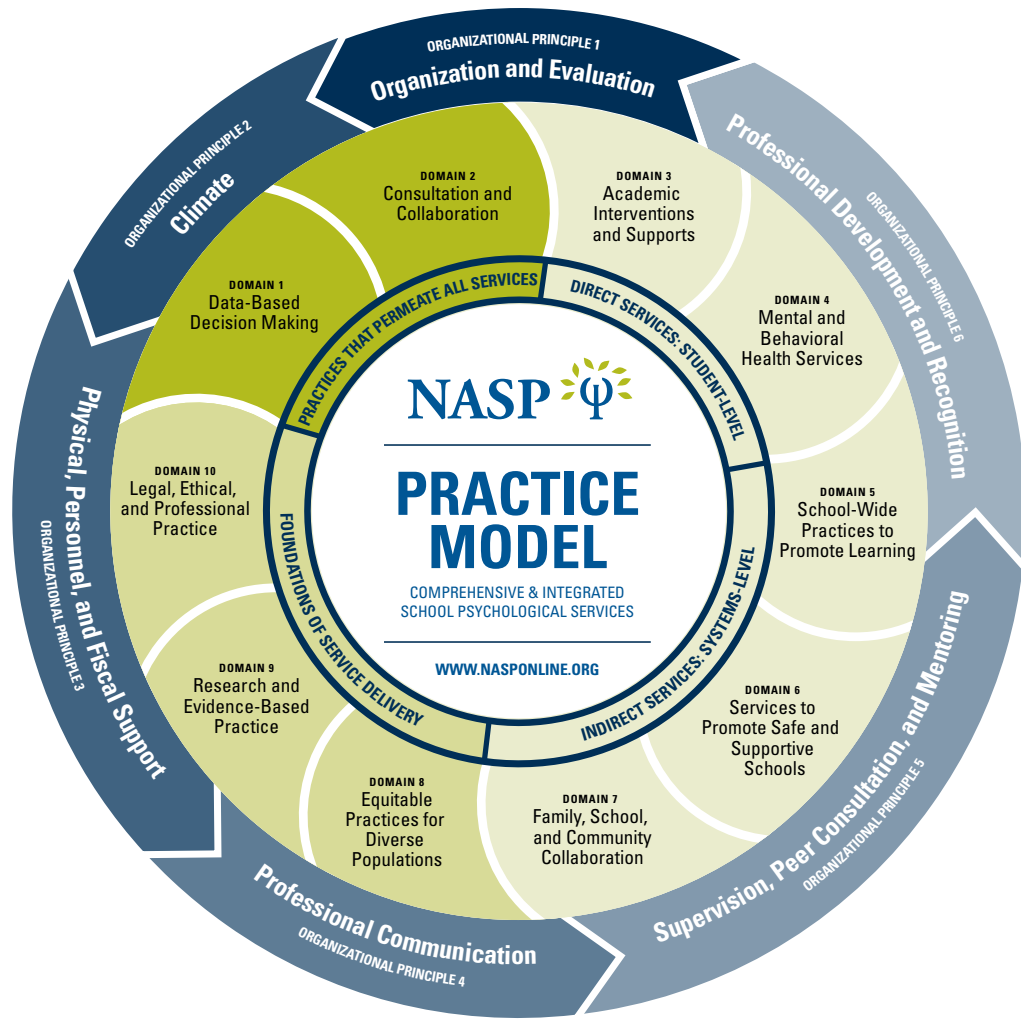 ORGANIZATIONAL PRINCIPLE 1
Organization and Evaluation
ORGANIZATIONAL PRINCIPLE 2
Climate
Physical, Personnel, and Fiscal Support
ORGANIZATIONAL PRINCIPLE 3
Professional Communication
ORGANIZATIONAL PRINCIPLE 4
Supervision, Peer Consultation, and Mentoring
ORGANIZATIONAL PRINCIPLE 5
Professional Development and Recognition
ORGANIZATIONAL PRINCIPLE 6
DOMAIN 1
Data-Based
Decision Making
DOMAIN 2
Consultation and
Collaboration
DOMAIN 3
Academic
Interventions
and Supports
DOMAIN 4
Mental and
Behavioral
Health Services
DOMAIN 5
School-Wide
Practices to
Promote Learning
DOMAIN 6
Services to
Promote Safe and
Supportive
Schools
DOMAIN 7
Family, School,
and Community
Collaboration
DOMAIN 8
Equitable
Practices for
Diverse
Populations
DOMAIN 9
Research and
Evidence-Based
Practice
DOMAIN 10
Legal, Ethical,
and Professional
Practice
PRACTICES THAT PERMEATE ALL SERVICES
DIRECT SERVICES: STUDENT-LEVEL
INDIRECT SERVICES: SYSTEMS-LEVEL
FOUNDATIONS OF SERVICE DELIVERY
NASP ψ
PRACTICE
MODEL
COMPREHENSIVE & INTEGRATED
SCHOOL PSYCHOLOGICAL SERVICES
WWW.NASPONLINE.ORG